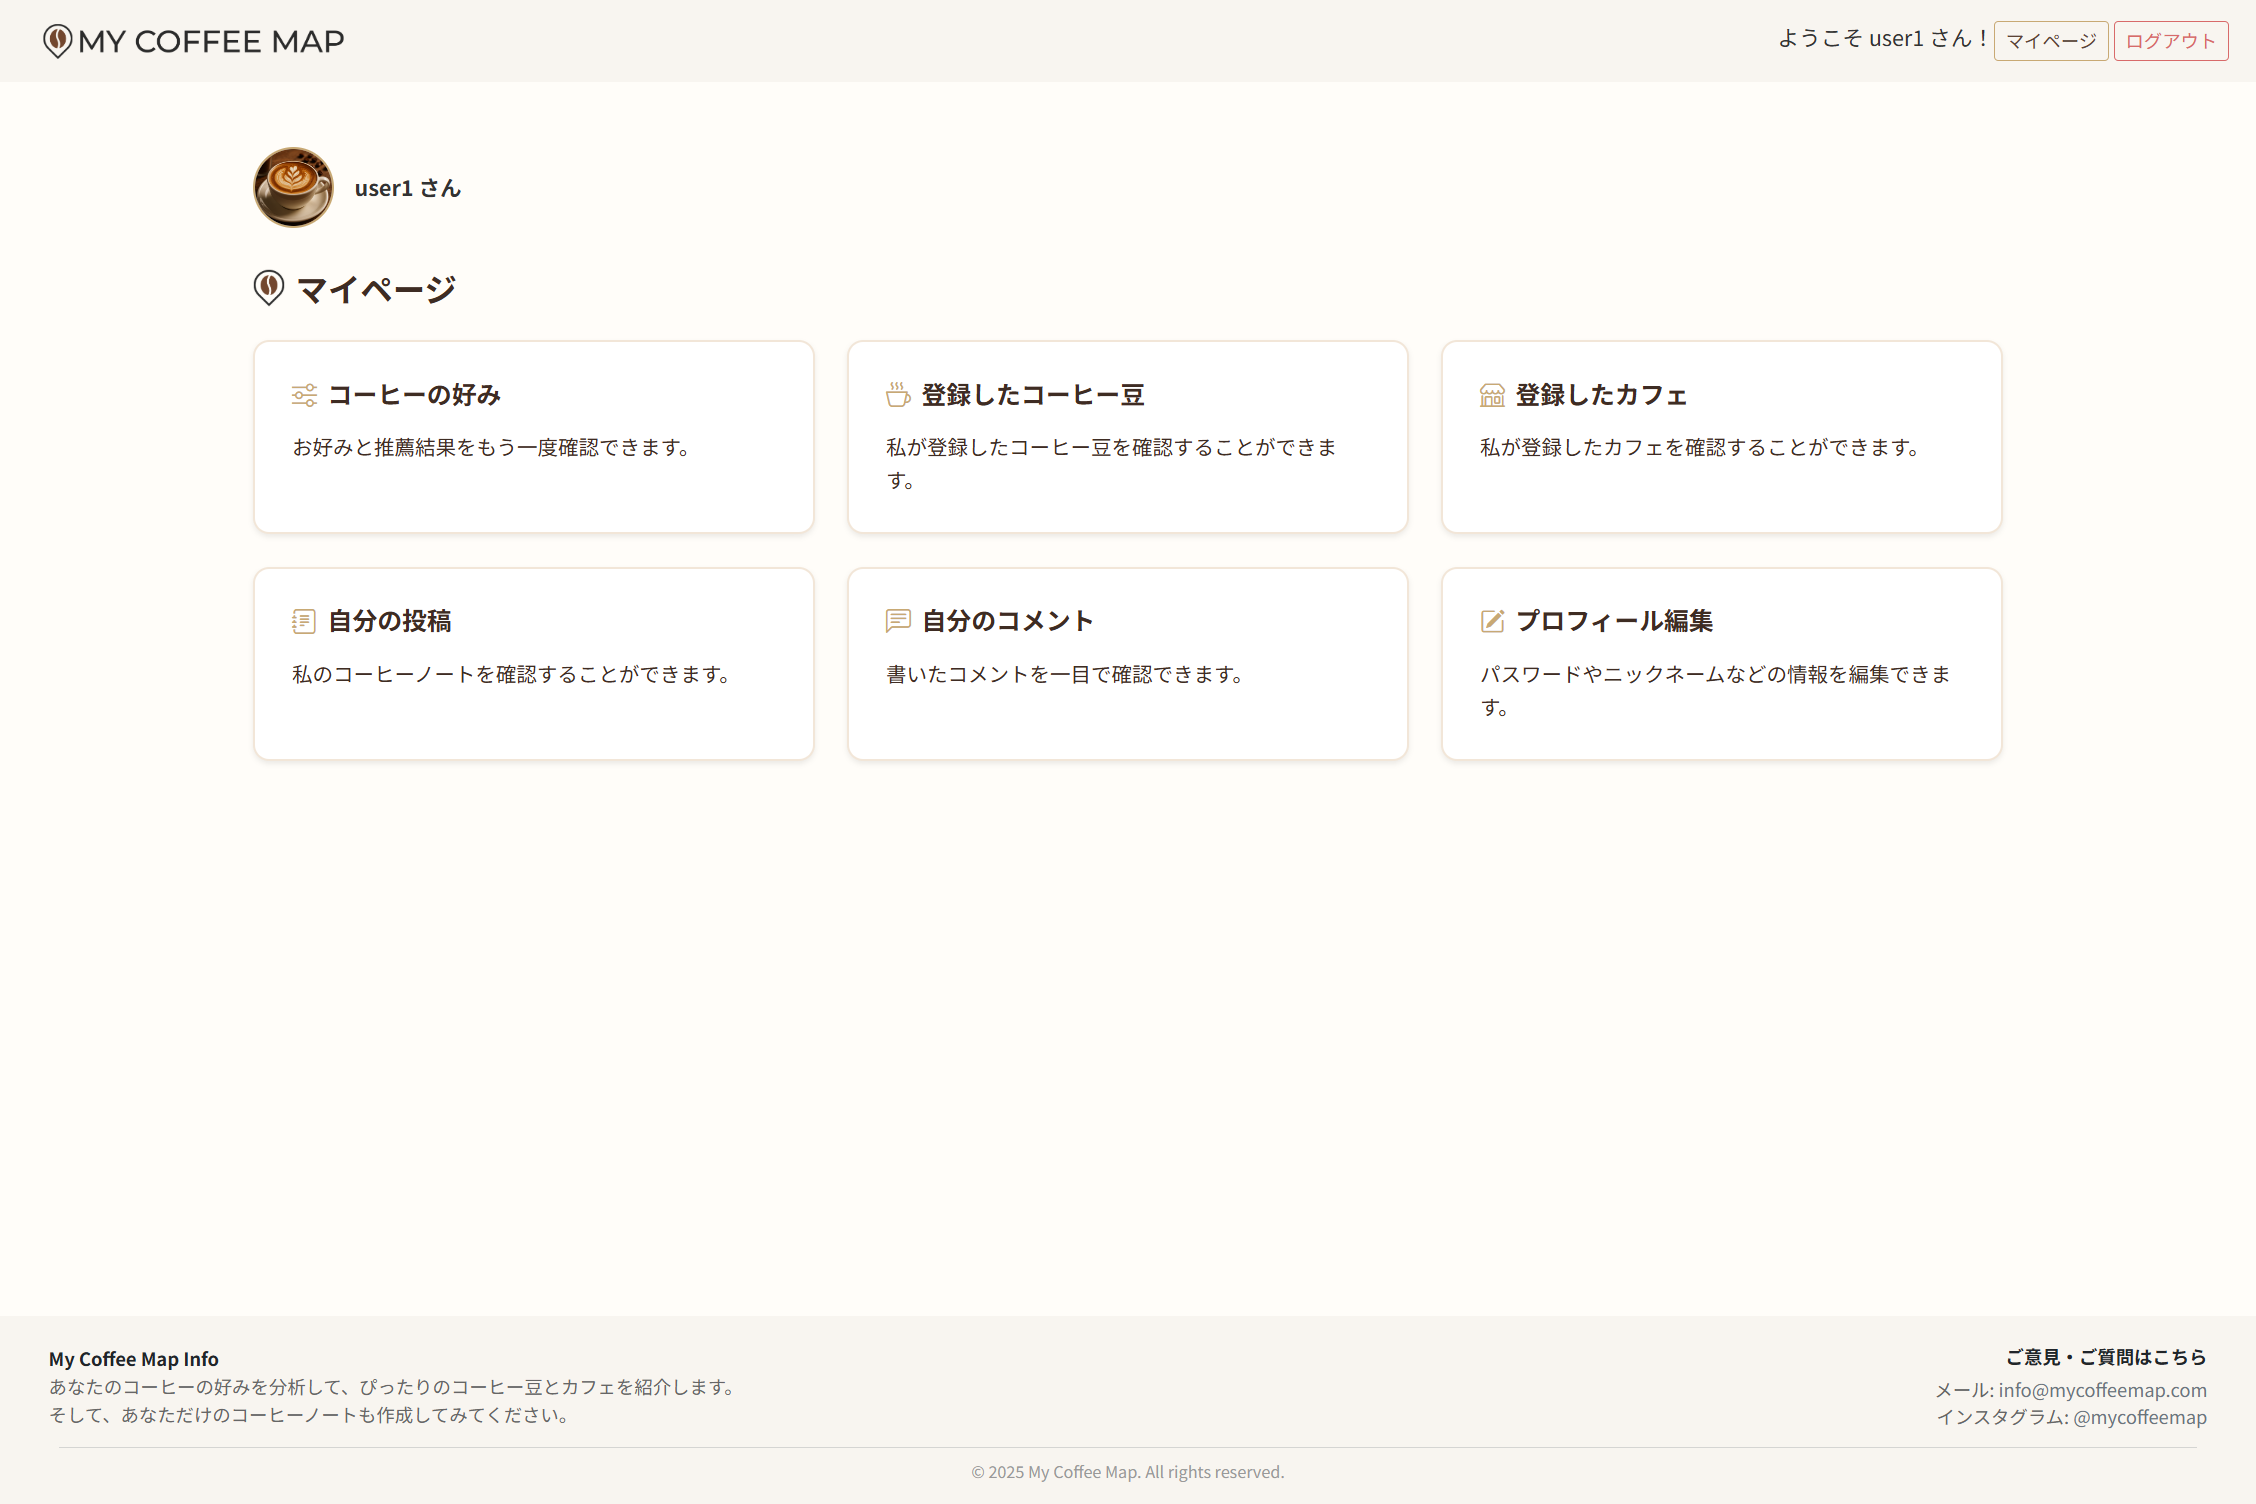 MY COFFEE MAP
ようこそ user1 さん！
マイページ
ログアウト
user1 さん
マイページ
コーヒーの好み
お好みと推薦結果をもう一度確認できます。
登録したコーヒー豆
私が登録したコーヒー豆を確認することができま
す。
登録したカフェ
私が登録したカフェを確認することができます。
自分の投稿
私のコーヒーノートを確認することができます。
自分のコメント
書いたコメントを一目で確認できます。
プロフィール編集
パスワードやニックネームなどの情報を編集できま
す。
My Coffee Map Info
あなたのコーヒーの好みを分析して、ぴったりのコーヒー豆とカフェを紹介します。
そして、あなただけのコーヒーノートも作成してみてください。
ご意見・ご質問はこちら
メール: info@mycoffeemap.com
インスタグラム: @mycoffeemap
© 2025 My Coffee Map. All rights reserved.